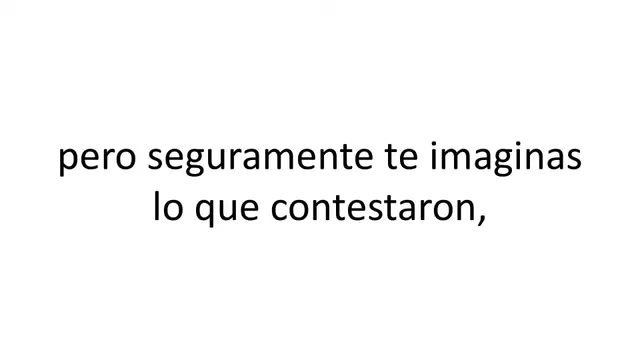 pero seguramente te imaginas
lo que contestaron,